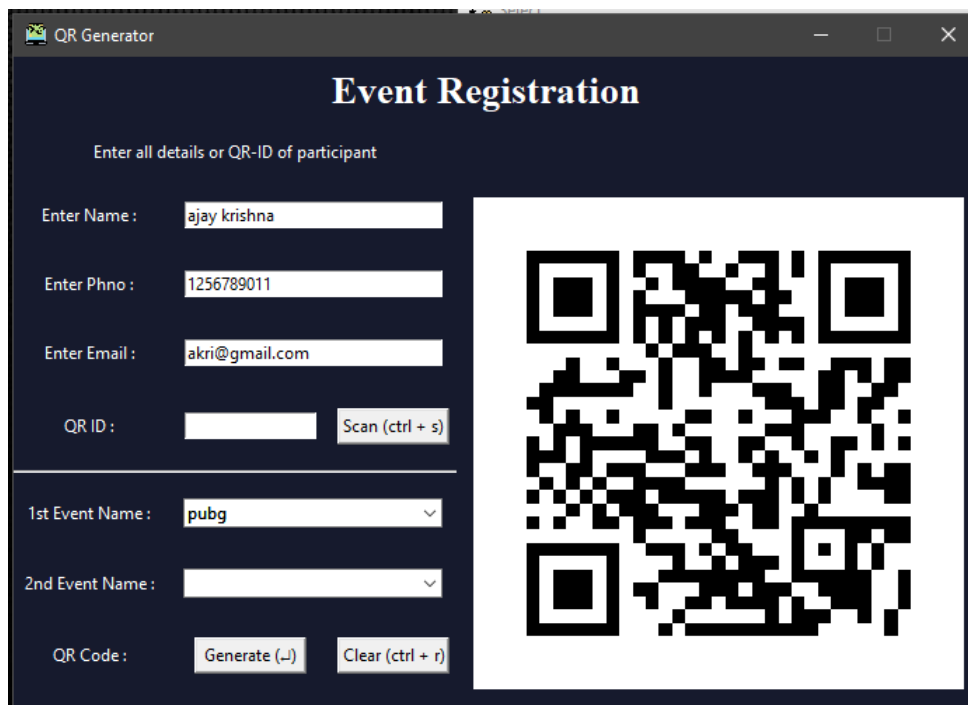 Select
QR Generator
Event Registration
Enter all details or QR-ID of participant
Enter Name : ajay krishna
Enter Phno : 1256789011
Enter Email : akri@gmail.com
QR ID : Scan (ctrl + s)
1st Event Name : pubg
2nd Event Name :
QR Code : Generate (↵) Clear (ctrl + r)